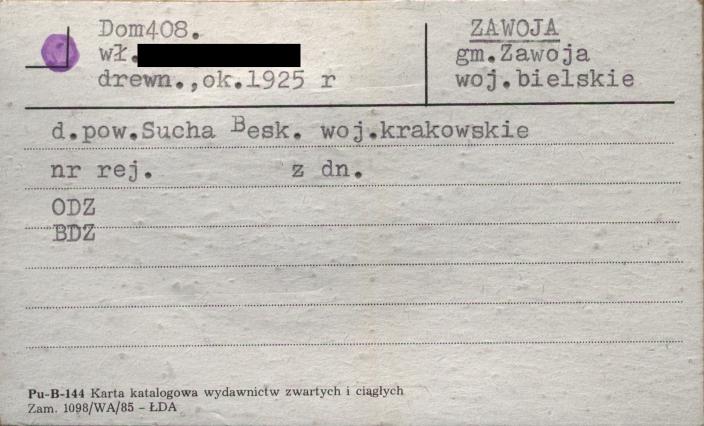 Dom408.
wł.
drewn.,ok.1925 r
ZAWOJA
gm.Zawoja
woj.bielskie
d.pow.Sucha Besk. woj.krakowskie
nr rej. z dn.
ODZ
BDZ
Pu-B-144 Karta katalogowa wydawnictw zwartych i ciągłych
Zam. 1098/WA/85 – ŁDA